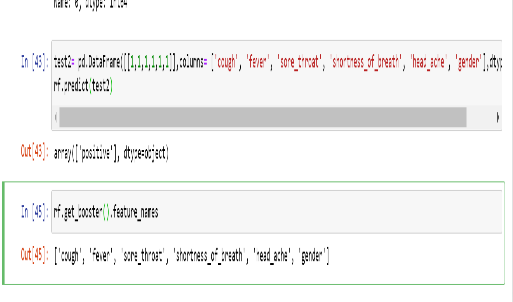 Name: 0, dtype: int64
In [43]: test2= pd.DataFrame([[1,1,1,1,1,1]],columns= ['cough', 'fever', 'sore_throat', 'shortness_of_breath', 'head_ache', 'gender'],dtyp
rf.predict(test2)
Out[43]: array(['positive'], dtype=object)
In [45]: rf.get_booster().feature_names
Out[45]: ['cough', 'fever', 'sore_throat', 'shortness_of_breath', 'head_ache', 'gender']